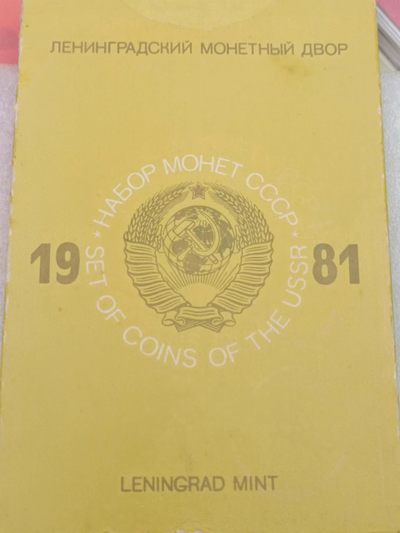 ЛЕНИНГРАДСКИЙ МОНЕТНЫЙ ДВОР
* НАБОР МОНЕТ СССР *
19 81
SET OF COINS OF THE USSR
LENINGRAD MINT